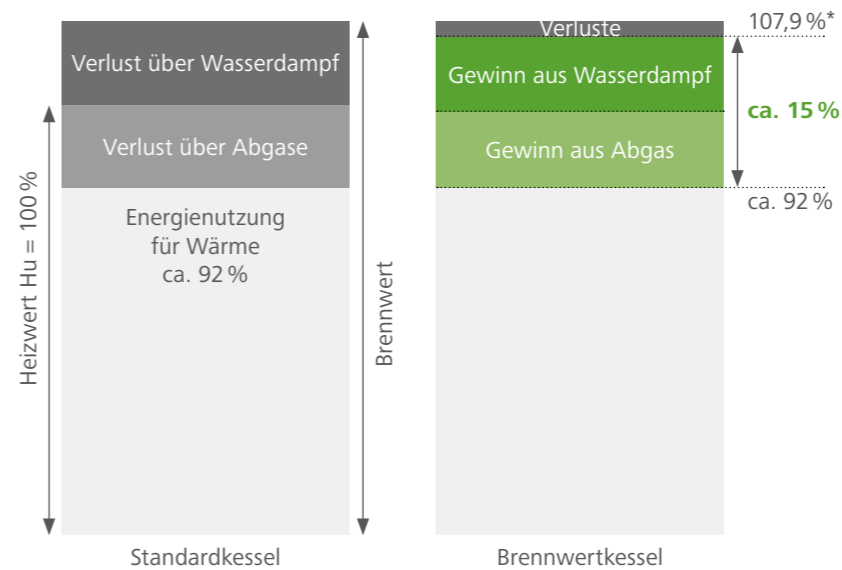 Verlust über Wasserdampf
Verlust über Abgase
Energienutzung
für Wärme
ca. 92 %
Heizwert Hu = 100 %
Brennwert
Standardkessel
Verluste
Gewinn aus Wasserdampf
Gewinn aus Abgas
107,9 %*
ca. 15 %
ca. 92 %
Brennwertkessel